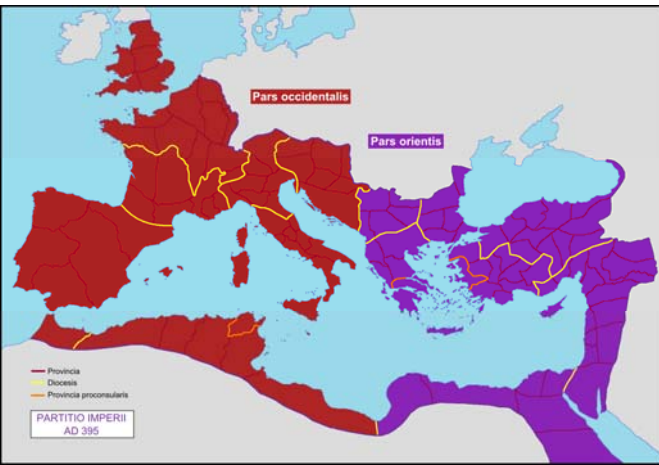 Pars occidentalis
Pars orientis
Provincia
Diocesis
Provincia proconsularis
PARTITIO IMPERII
AD 395